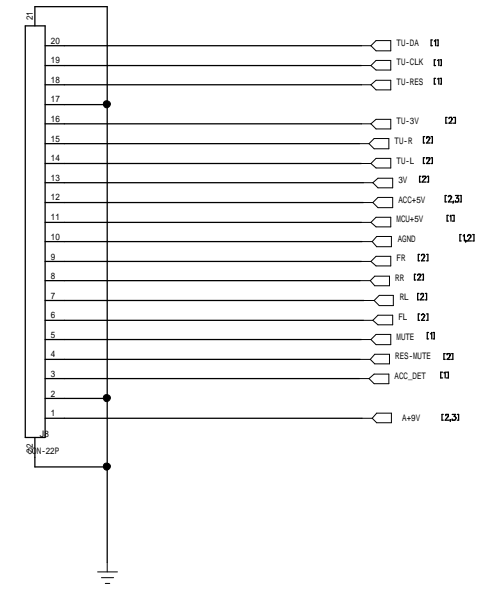 21
20 TU-DA [1]
19 TU-CLK [1]
18 TU-RES [1]
17
16 TU-3V [2]
15 TU-R [2]
14 TU-L [2]
13 3V [2]
12 ACC+5V [2,3]
11 MCU+5V [1]
10 AGND [1,2]
9 FR [2]
8 RR [2]
7 RL [2]
6 FL [2]
5 MUTE [1]
4 RES-MUTE [2]
3 ACC_DET [1]
2
1 A+9V [2,3]
J8
22
CON-22P